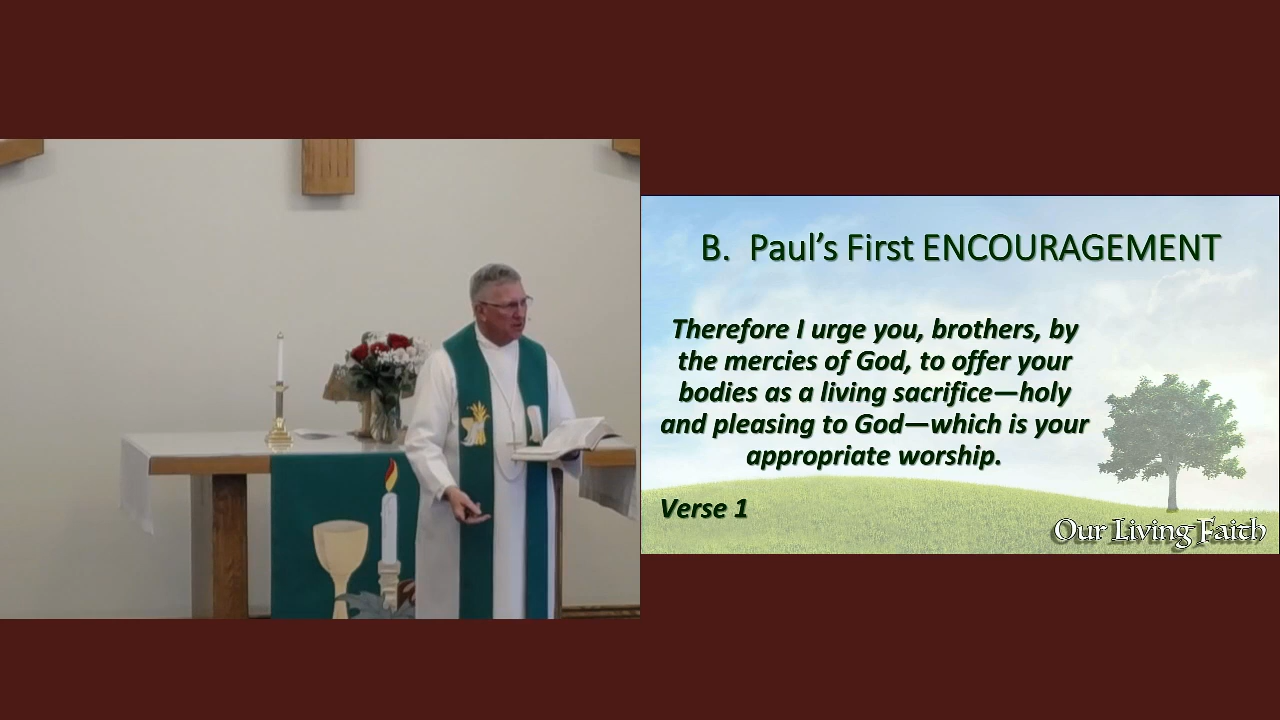 B. Paul's First ENCOURAGEMENT
Therefore I urge you, brothers, by
the mercies of God, to offer your
bodies as a living sacrifice—holy
and pleasing to God—which is your
appropriate worship.
Verse 1
Our Living Faith